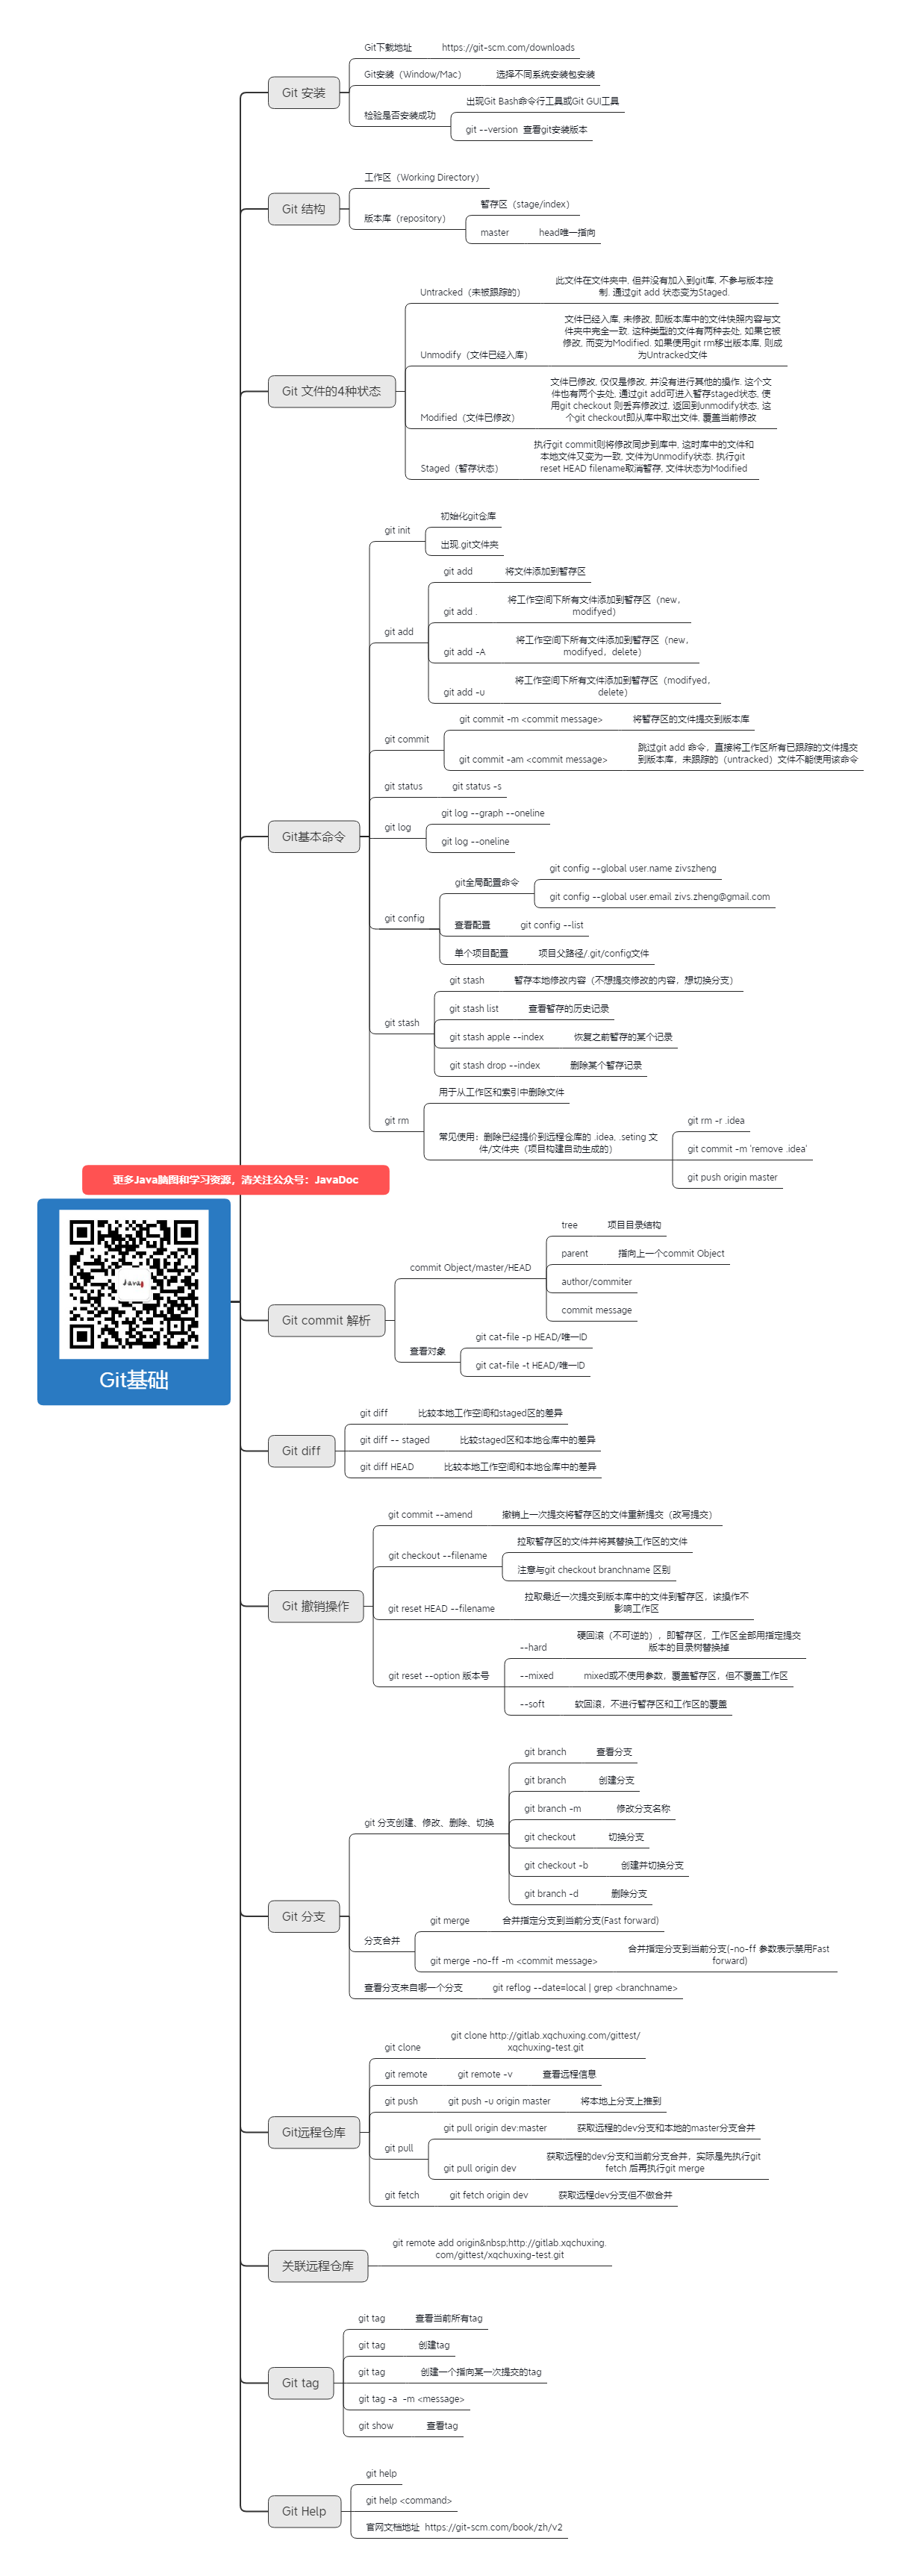 Git 安装
Git下载地址
https://git-scm.com/downloads
Git安装（Window/Mac）
选择不同系统安装包安装
检验是否安装成功
出现Git Bash命令行工具或Git GUI工具
git --version 查看git安装版本
Git 结构
工作区（Working Directory）
版本库（repository）
暂存区（stage/index）
master
head唯一指向
Git 文件的4种状态
Untracked（未被跟踪的）
此文件在文件夹中, 但并没有加入到git库, 不参与版本控
制. 通过git add 状态变为Staged.
Unmodify（文件已经入库）
文件已经入库, 未修改, 即版本库中的文件快照内容与文
件夹中完全一致. 这种类型的文件有两种去处, 如果它被
修改, 而变为Modified. 如果使用git rm移出版本库, 则成
为Untracked文件
Modified（文件已修改）
文件已修改, 仅仅是修改, 并没有进行其他的操作. 这个文
件也有两个去处, 通过git add可进入暂存staged状态, 使
用git checkout 则丢弃修改过, 返回到unmodify状态, 这
个git checkout即从库中取出文件, 覆盖当前修改
Staged（暂存状态）
执行git commit则将修改同步到库中, 这时库中的文件和
本地文件又变为一致, 文件为Unmodify状态. 执行git
reset HEAD filename取消暂存, 文件状态为Modified
Git基本命令
git init
初始化git仓库
出现.git文件夹
git add
git add
将文件添加到暂存区
git add .
将工作空间下所有文件添加到暂存区（new，
modifyed）
git add -A
将工作空间下所有文件添加到暂存区（new，
modifyed，delete）
git add -u
将工作空间下所有文件添加到暂存区（modifyed，
delete）
git commit
git commit -m <commit message>
将暂存区的文件提交到版本库
git commit -am <commit message>
跳过git add 命令，直接将工作区所有已跟踪的文件提交
到版本库，未跟踪的（untracked）文件不能使用该命令
git status
git status -s
git log
git log --graph --oneline
git log --oneline
git config
git全局配置命令
git config --global user.name zivszheng
git config --global user.email zivs.zheng@gmail.com
查看配置
git config --list
单个项目配置
项目父路径/.git/config文件
git stash
git stash
暂存本地修改内容（不想提交修改的内容，想切换分支）
git stash list
查看暂存的历史记录
git stash apple --index
恢复之前暂存的某个记录
git stash drop --index
删除某个暂存记录
git rm
用于从工作区和索引中删除文件
常见使用：删除已经提价到远程仓库的 .idea, .seting 文
件/文件夹（项目构建自动生成的）
git rm -r .idea
git commit -m 'remove .idea'
git push origin master
更多Java脑图和学习资源，清关注公众号：JavaDoc
Java
Git基础
Git commit 解析
commit Object/master/HEAD
tree
项目目录结构
parent
指向上一个commit Object
author/commiter
commit message
查看对象
git cat-file -p HEAD/唯一ID
git cat-file -t HEAD/唯一ID
Git diff
git diff
比较本地工作空间和staged区的差异
git diff -- staged
比较staged区和本地仓库中的差异
git diff HEAD
比较本地工作空间和本地仓库中的差异
Git 撤销操作
git commit --amend
撤销上一次提交将暂存区的文件重新提交（改写提交）
git checkout --filename
拉取暂存区的文件并将其替换工作区的文件
注意与git checkout branchname 区别
git reset HEAD --filename
拉取最近一次提交到版本库中的文件到暂存区，该操作不
影响工作区
git reset --option 版本号
--hard
硬回滚（不可逆的），即暂存区，工作区全部用指定提交
版本的目录树替换掉
--mixed
mixed或不使用参数，覆盖暂存区，但不覆盖工作区
--soft
软回滚，不进行暂存区和工作区的覆盖
Git 分支
git 分支创建、修改、删除、切换
git branch
查看分支
git branch
创建分支
git branch -m
修改分支名称
git checkout
切换分支
git checkout -b
创建并切换分支
git branch -d
删除分支
分支合并
git merge
合并指定分支到当前分支(Fast forward)
git merge -no-ff -m <commit message>
合并指定分支到当前分支(-no-ff 参数表示禁用Fast
forward)
查看分支来自哪一个分支
git reflog --date=local | grep <branchname>
Git远程仓库
git clone
git clone http://gitlab.xqchuxing.com/gittest/
xqchuxing-test.git
git remote
git remote -v
查看远程信息
git push
git push -u origin master
将本地上分支上推到
git pull
git pull origin dev:master
获取远程的dev分支和本地的master分支合并
git pull origin dev
获取远程的dev分支和当前分支合并，实际是先执行git
fetch 后再执行git merge
git fetch
git fetch origin dev
获取远程dev分支但不做合并
关联远程仓库
git remote add origin&nbsp;http://gitlab.xqchuxing.
com/gittest/xqchuxing-test.git
Git tag
git tag
查看当前所有tag
git tag
创建tag
git tag
创建一个指向某一次提交的tag
git tag -a -m <message>
git show
查看tag
Git Help
git help
git help <command>
官网文档地址 https://git-scm.com/book/zh/v2